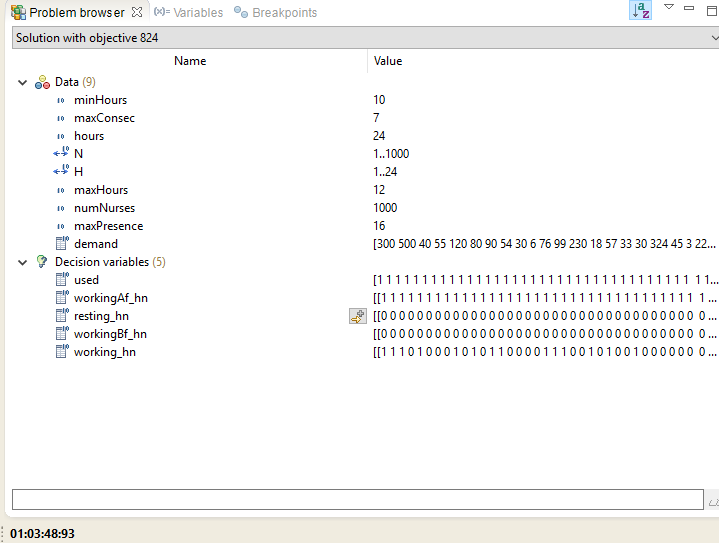 Problem browser (x)= Variables Breakpoints
Solution with objective 824
Name Value
Data (9)
minHours 10
maxConsec 7
hours 24
N 1..1000
H 1..24
maxHours 12
numNurses 1000
maxPresence 16
demand [300 500 40 55 120 80 90 54 30 6 76 99 230 18 57 33 30 324 45 3 22...
Decision variables (5)
used [1 1 1 1 1 1 1 1 1 1 1 1 1 1 1 1 1 1 1 1 1 1 1 1 1 1 1 1 1 1 1 1 1 1 1 1...
workingAf_hn [[1 1 1 1 1 1 1 1 1 1 1 1 1 1 1 1 1 1 1 1 1 1 1 1 1 1 1 1 1 1 1 1 1 1 1 ...
resting_hn [[0 0 0 0 0 0 0 0 0 0 0 0 0 0 0 0 0 0 0 0 0 0 0 0 0 0 0 0 0 0 0 0 0 0 0 ...
workingBf_hn [[0 0 0 0 0 0 0 0 0 0 0 0 0 0 0 0 0 0 0 0 0 0 0 0 0 0 0 0 0 0 0 0 0 0 0 ...
working_hn [[1 1 1 0 1 0 0 0 1 0 1 0 1 1 0 0 0 0 1 1 1 0 0 1 0 1 0 0 1 0 0 0 0 0 0 0 ...
01:03:48:93